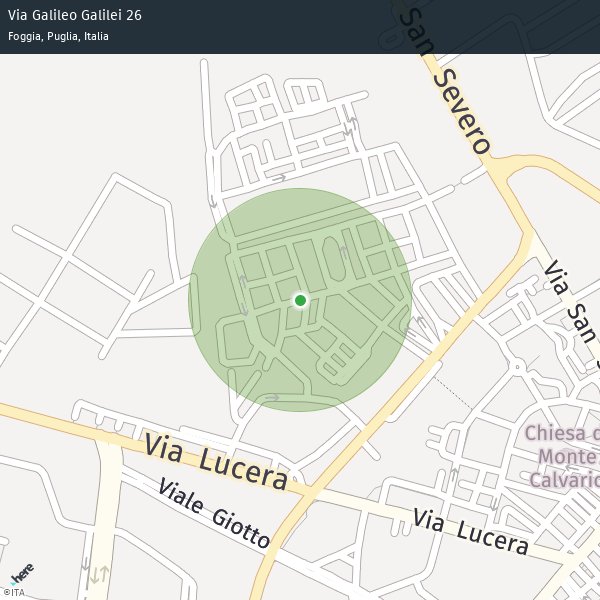 Via Galileo Galilei 26
Foggia, Puglia, Italia
San Severo
Via San
Chiesa d
Monte
Calvario
Via Lucera
Viale Giotto
Via Lucera
here
©ITA